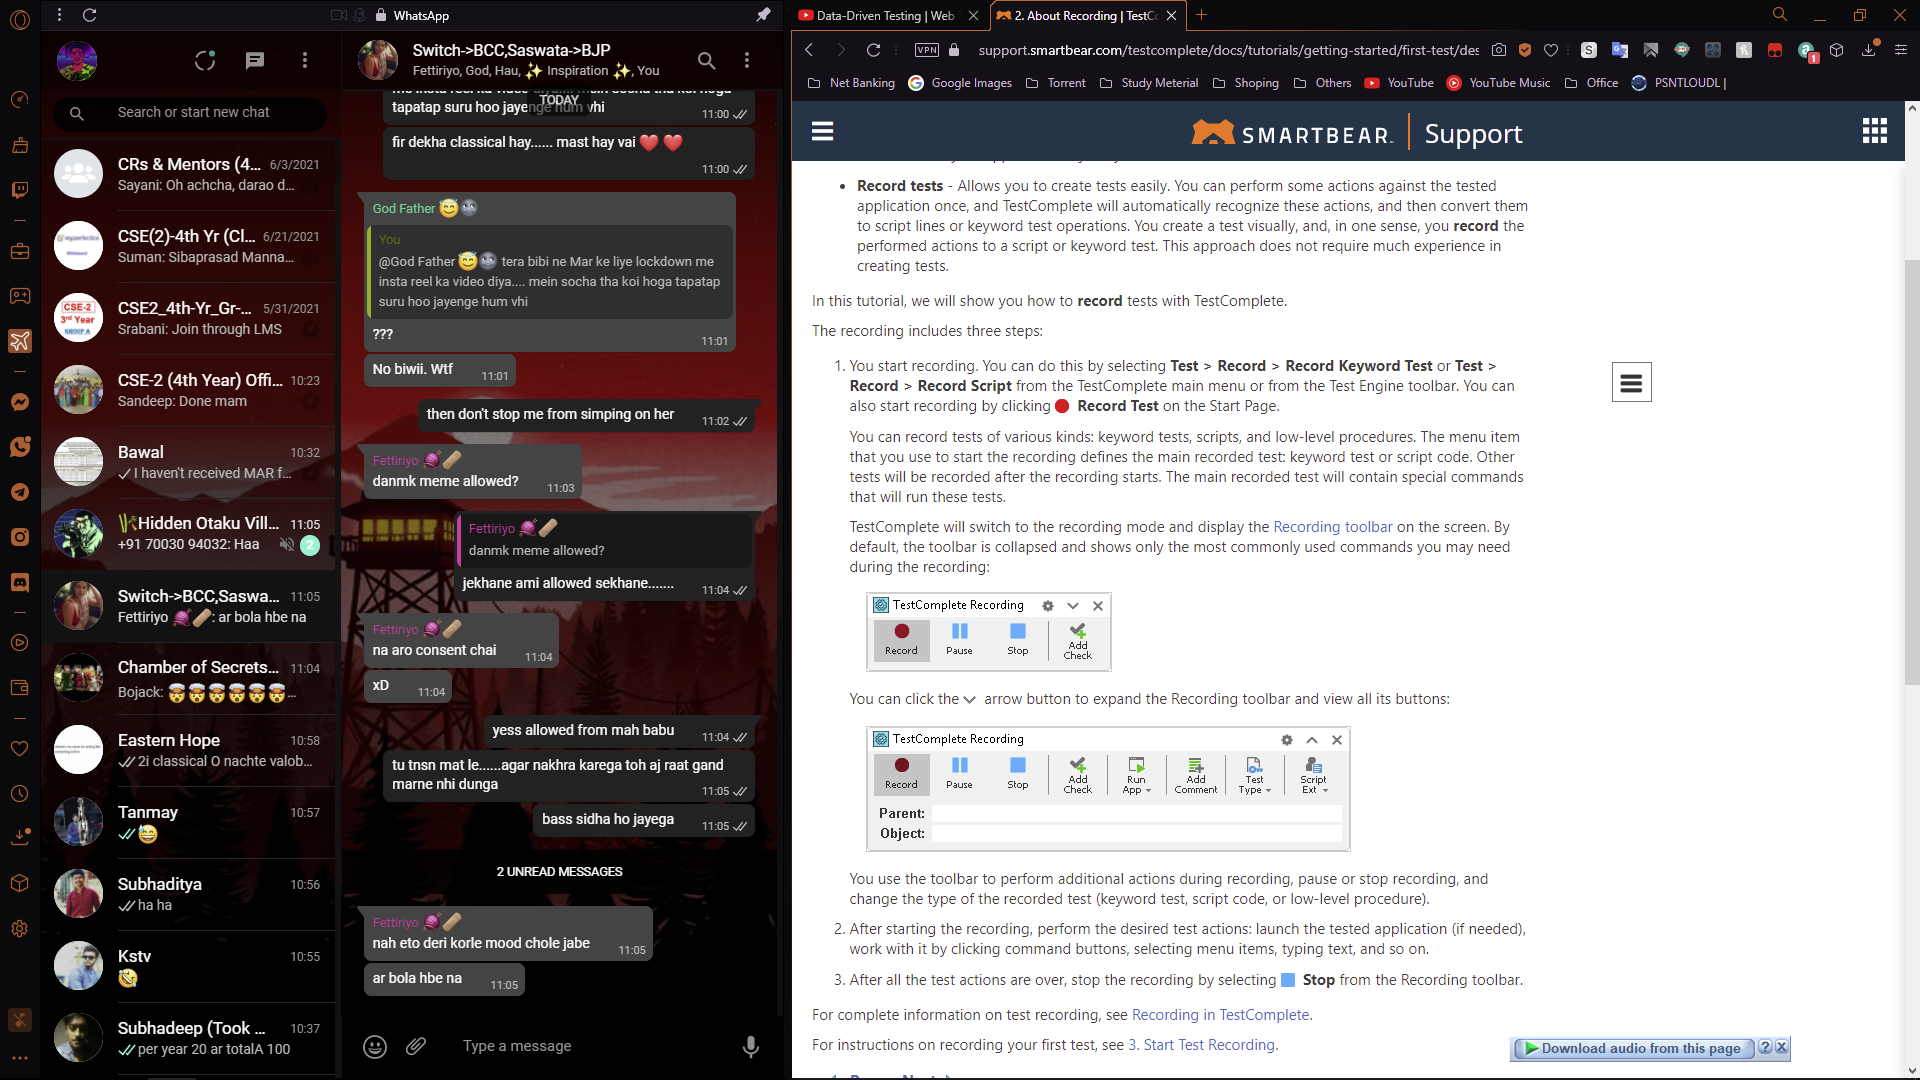 WhatsApp
Search or start new chat
CRs & Mentors (4... 6/3/2021
Sayani: Oh achcha, darao d...
CSE(2)-4th Yr (Cl... 6/21/2021
Suman: Sibaprasad Manna...
CSE-2
3rd Year
GROUP A
CSE2_4th-Yr_Gr-... 5/31/2021
Srabani: Join through LMS
CSE-2 (4th Year) Offi... 10:23
Sandeep: Done mam
Bawal 10:32
I haven't received MAR f...
Hidden Otaku Vill... 11:05
+91 70030 94032: Haa 2
Switch->BCC,Saswa... 11:05
Fettiriyo : ar bola hbe na
Chamber of Secrets... 11:04
Bojack: 🤯🤯🤯🤯🤯🤯...
Eastern Hope 10:58
2i classical O nachte valob...
Tanmay 10:57
😅
Subhaditya 10:56
ha ha
Kstv 10:55
Subhadeep (Took ... 10:37
per year 20 ar totalA 100
Switch->BCC,Saswata->BJP
Fettiriyo, God, Hau, ✨ Inspiration ✨, You
TODAY
tapatap suru hoo jayenge hum vhi 11:00
fir dekha classical hay...... mast hay vai ❤️ ❤️
11:00
God Father 😇🌚
You
@God Father 😇🌚 tera bibi ne Mar ke liye lockdown me
insta reel ka video diya.... mein socha tha koi hoga tapatap
suru hoo jayenge hum vhi
??? 11:01
No biwii. Wtf 11:01
then don't stop me from simping on her 11:02
Fettiriyo
danmk meme allowed? 11:03
Fettiriyo
danmk meme allowed?
jekhane ami allowed sekhane....... 11:04
Fettiriyo
na aro consent chai 11:04
xD 11:04
yess allowed from mah babu 11:04
tu tnsn mat le......agar nakhra karega toh aj raat gand
marne nhi dunga 11:05
bass sidha ho jayega 11:05
2 UNREAD MESSAGES
Fettiriyo
nah eto deri korle mood chole jabe 11:05
ar bola hbe na 11:05
Type a message
Data-Driven Testing | Web
2. About Recording | TestCo
VPN support.smartbear.com/testcomplete/docs/tutorials/getting-started/first-test/des
Net Banking Google Images Torrent Study Meterial Shoping Others YouTube YouTube Music Office PSNTLOUDL |
SMARTBEAR Support
• Record tests - Allows you to create tests easily. You can perform some actions against the tested
application once, and TestComplete will automatically recognize these actions, and then convert them
to script lines or keyword test operations. You create a test visually, and, in one sense, you record the
performed actions to a script or keyword test. This approach does not require much experience in
creating tests.
In this tutorial, we will show you how to record tests with TestComplete.
The recording includes three steps:
1. You start recording. You can do this by selecting Test > Record > Record Keyword Test or Test >
Record > Record Script from the TestComplete main menu or from the Test Engine toolbar. You can
also start recording by clicking Record Test on the Start Page.
You can record tests of various kinds: keyword tests, scripts, and low-level procedures. The menu item
that you use to start the recording defines the main recorded test: keyword test or script code. Other
tests will be recorded after the recording starts. The main recorded test will contain special commands
that will run these tests.
TestComplete will switch to the recording mode and display the Recording toolbar on the screen. By
default, the toolbar is collapsed and shows only the most commonly used commands you may need
during the recording:
TestComplete Recording
Record Pause Stop Add Check
You can click the arrow button to expand the Recording toolbar and view all its buttons:
TestComplete Recording
Record Pause Stop Add Check Run App Add Comment Test Type Script Ext
Parent:
Object:
You use the toolbar to perform additional actions during recording, pause or stop recording, and
change the type of the recorded test (keyword test, script code, or low-level procedure).
2. After starting the recording, perform the desired test actions: launch the tested application (if needed),
work with it by clicking command buttons, selecting menu items, typing text, and so on.
3. After all the test actions are over, stop the recording by selecting Stop from the Recording toolbar.
For complete information on test recording, see Recording in TestComplete.
For instructions on recording your first test, see 3. Start Test Recording.
Download audio from this page ? X